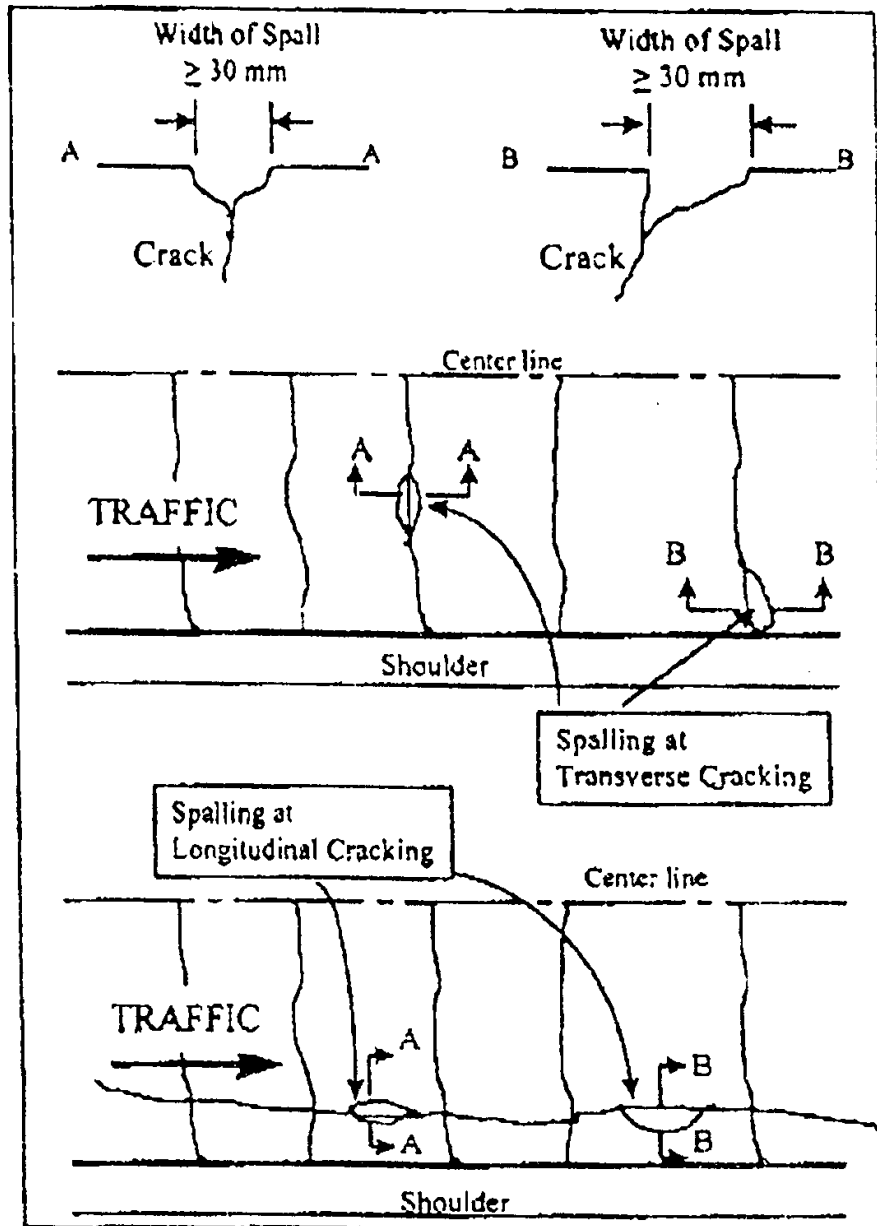 Width of Spall
≥ 30 mm
Width of Spall
≥ 30 mm
A
A
B
B
Crack
Crack
Center line
A
A
TRAFFIC
B
B
Shoulder
Spalling at
Transverse Cracking
Spalling at
Longitudinal Cracking
Center line
TRAFFIC
A
B
A
B
Shoulder